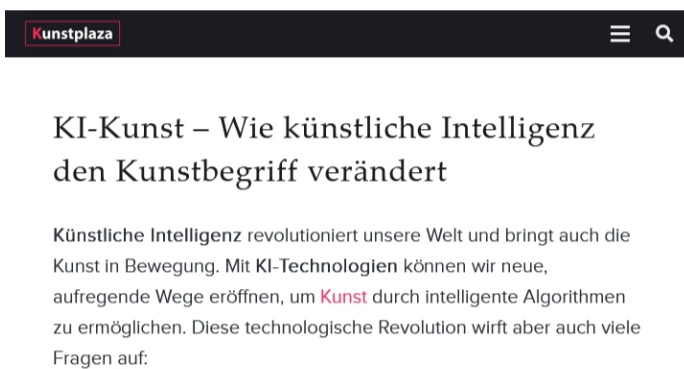 Kunstplaza
KI-Kunst – Wie künstliche Intelligenz
den Kunstbegriff verändert
Künstliche Intelligenz revolutioniert unsere Welt und bringt auch die
Kunst in Bewegung. Mit KI-Technologien können wir neue,
aufregende Wege eröffnen, um Kunst durch intelligente Algorithmen
zu ermöglichen. Diese technologische Revolution wirft aber auch viele
Fragen auf: